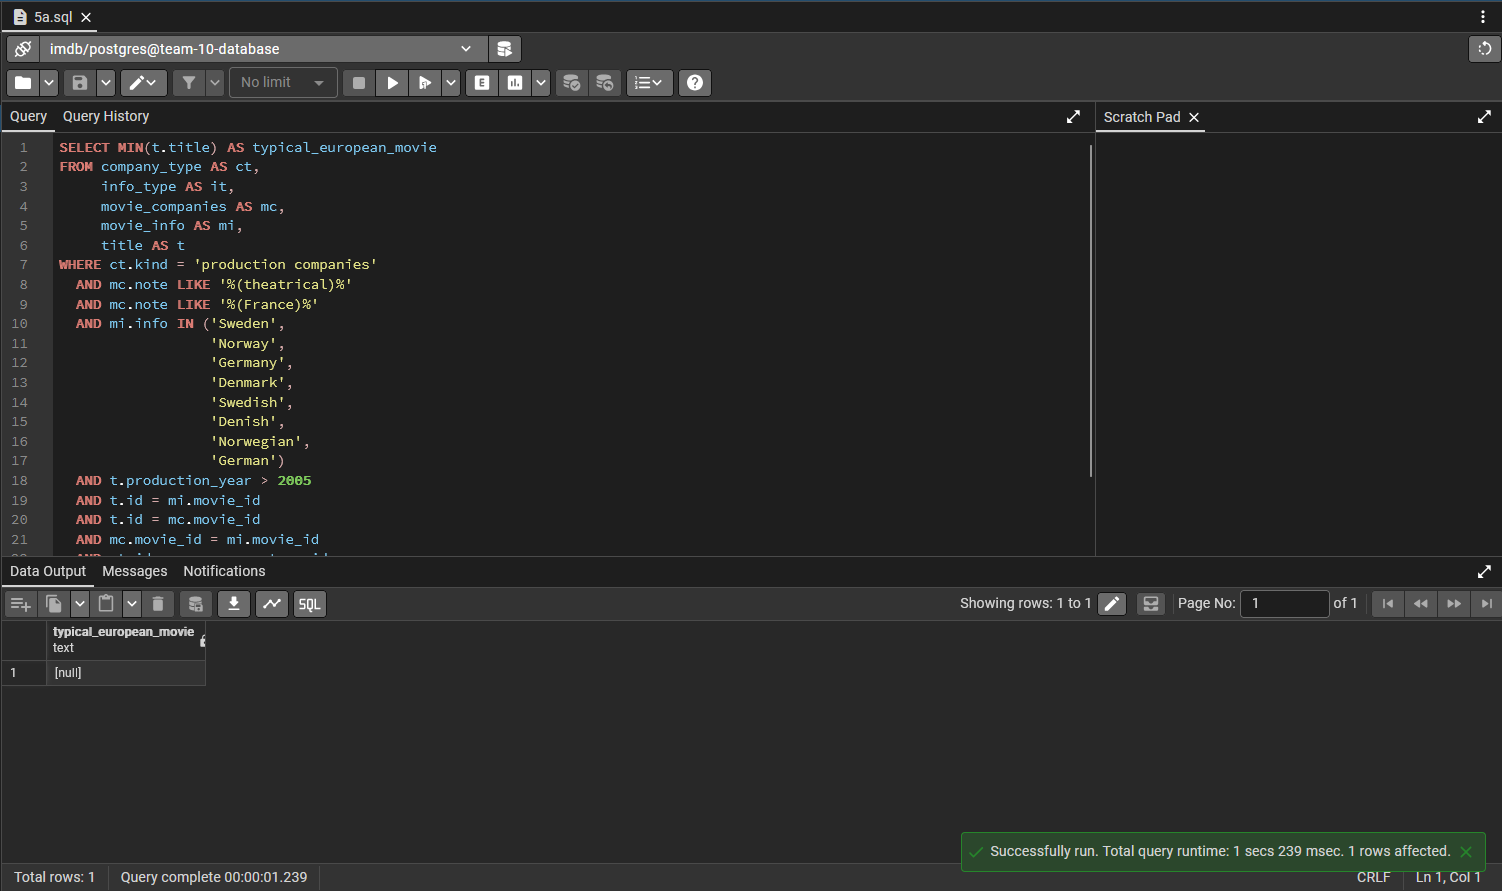 5a.sql
imdb/postgres@team-10-database
No limit
E
Query Query History
Scratch Pad
1 SELECT MIN(t.title) AS typical_european_movie
2 FROM company_type AS ct,
3 info_type AS it,
4 movie_companies AS mc,
5 movie_info AS mi,
6 title AS t
7 WHERE ct.kind = 'production companies'
8 AND mc.note LIKE '%(theatrical)%'
9 AND mc.note LIKE '%(France)%'
10 AND mi.info IN ('Sweden',
11 'Norway',
12 'Germany',
13 'Denmark',
14 'Swedish',
15 'Denish',
16 'Norwegian',
17 'German')
18 AND t.production_year > 2005
19 AND t.id = mi.movie_id
20 AND t.id = mc.movie_id
21 AND mc.movie_id = mi.movie_id
Data Output Messages Notifications
SQL
Showing rows: 1 to 1
Page No: 1 of 1
typical_european_movie
text
1 [null]
Successfully run. Total query runtime: 1 secs 239 msec. 1 rows affected.
Total rows: 1 Query complete 00:00:01.239
CRLF Ln 1, Col 1